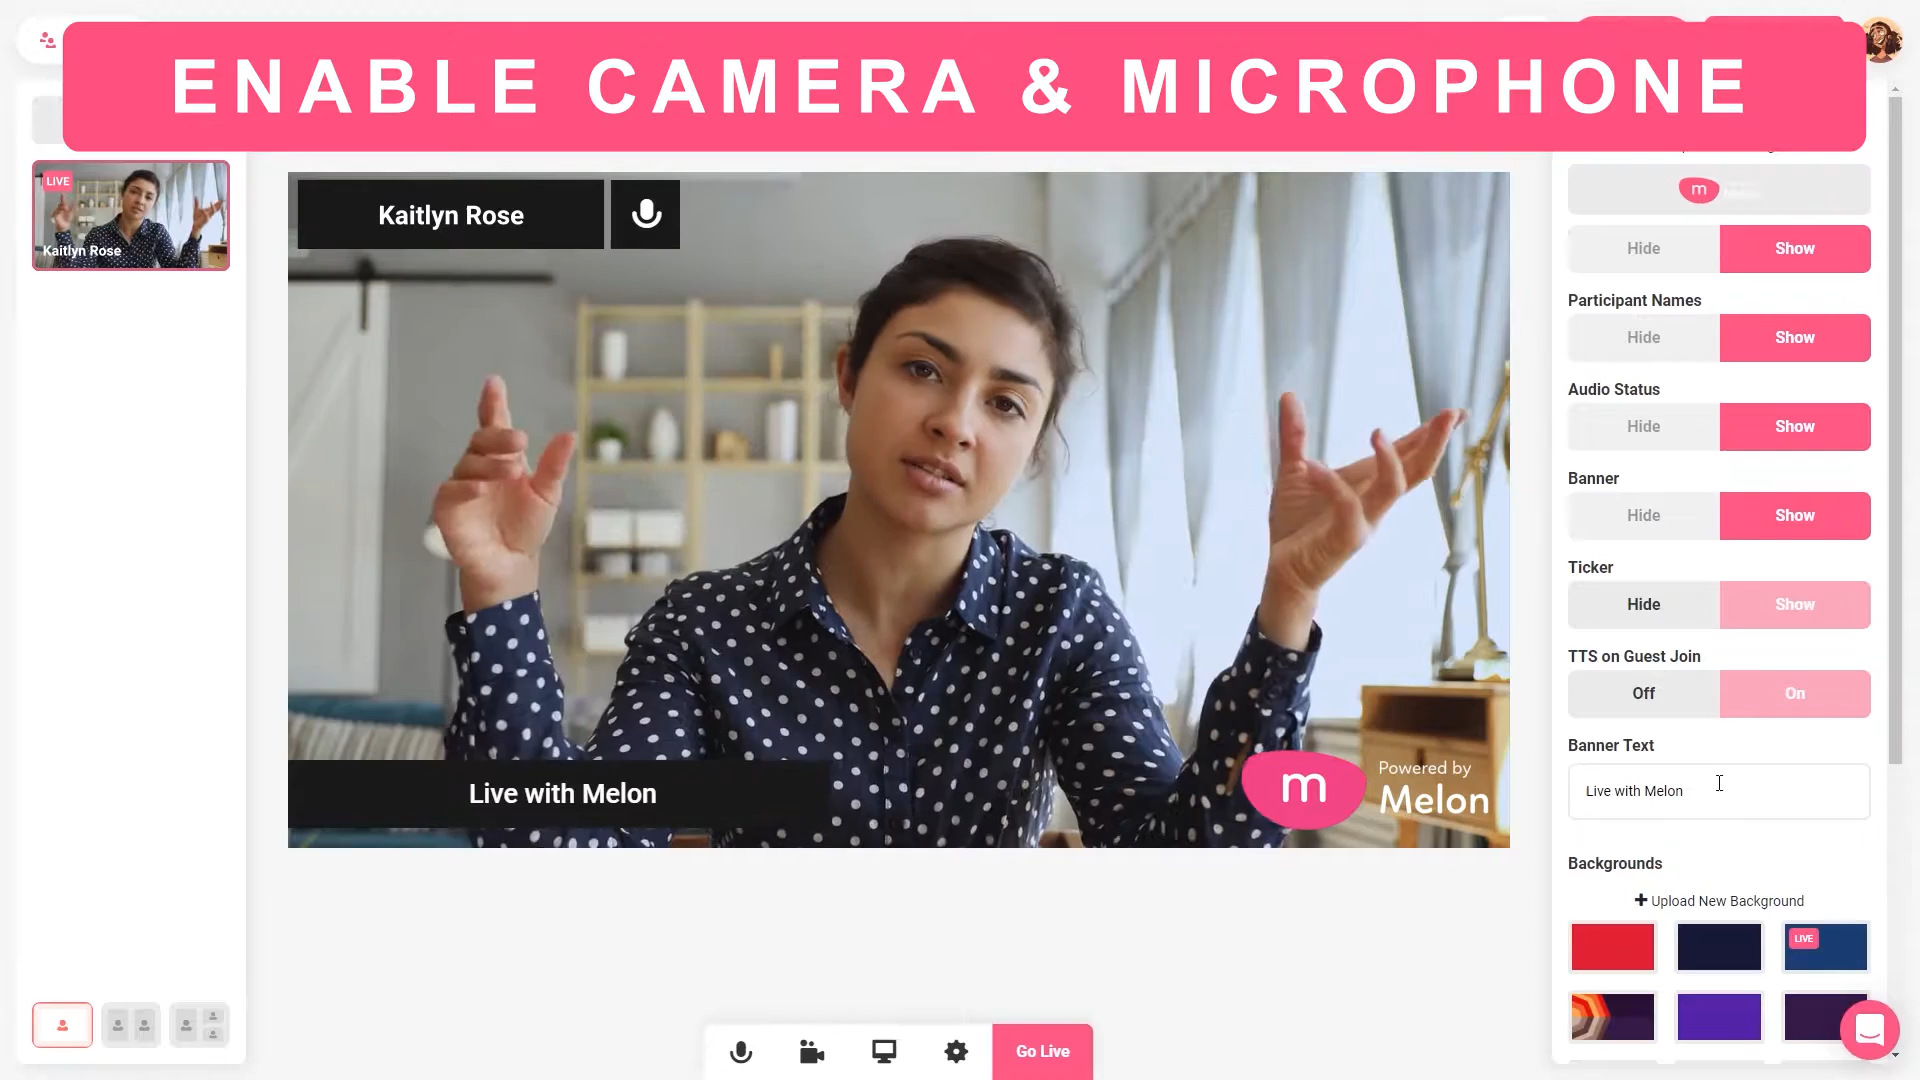 ENABLE CAMERA & MICROPHONE
LIVE
Kaitlyn Rose
Kaitlyn Rose
Live with Melon
m
Powered by
Melon
m
Hide Show
Participant Names
Hide Show
Audio Status
Hide Show
Banner
Hide Show
Ticker
Hide Show
TTS on Guest Join
Off On
Banner Text
Live with Melon
Backgrounds
Upload New Background
LIVE
Go Live